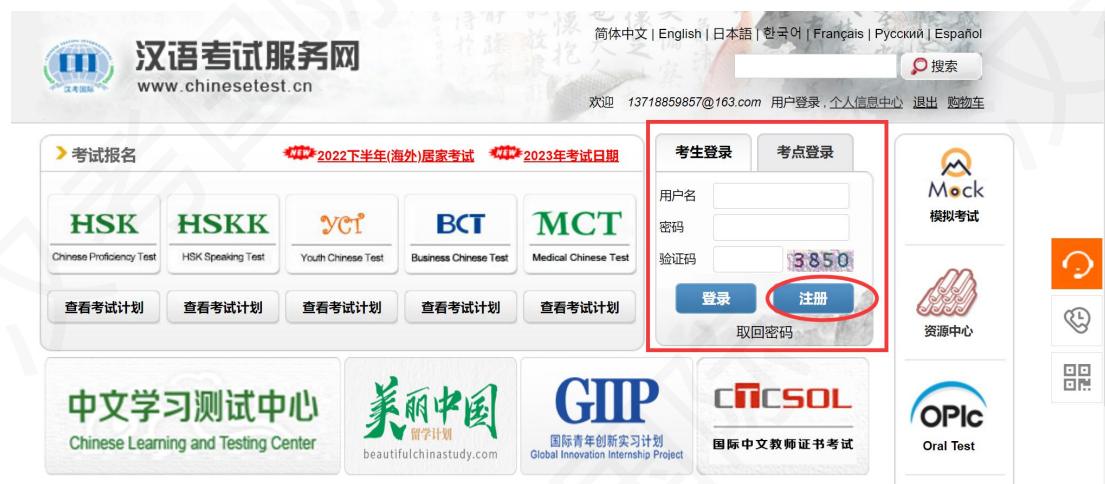 简体中文 | English | 日本語 | 한국어 | Français | Русский | Español
汉语考试服务网
www.chinesetest.cn
汉考国际
搜索
欢迎 13718859857@163.com 用户登录 , 个人信息中心 退出 购物车
考试报名
NEW 2022下半年(海外)居家考试 NEW 2023年考试日期
HSK HSKK YCT BCT MCT
Chinese Proficiency Test HSK Speaking Test Youth Chinese Test Business Chinese Test Medical Chinese Test
查看考试计划 查看考试计划 查看考试计划 查看考试计划 查看考试计划
考生登录 考点登录
用户名
密码
验证码 3850
登录 注册
取回密码
Mock
模拟考试
资源中心
OPIc
Oral Test
中文学习测试中心
Chinese Learning and Testing Center
美丽中国
留学计划
beautifulchinastudy.com
GIIP
国际青年创新实习计划
Global Innovation Internship Project
CTCSOL
国际中文教师证书考试